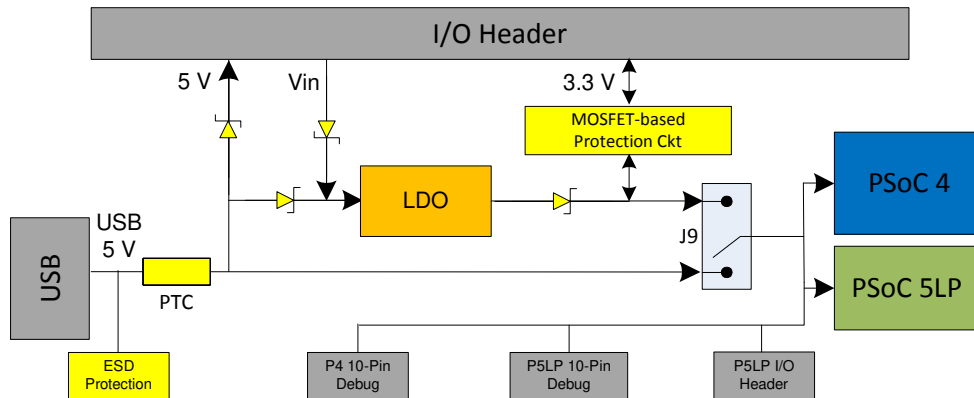 I/O Header
5 V
Vin
3.3 V
MOSFET-based
Protection Ckt
PSoC 4
LDO
USB
5 V
J9
USB
PTC
PSoC 5LP
ESD
Protection
P4 10-Pin
Debug
P5LP 10-Pin
Debug
P5LP I/O
Header